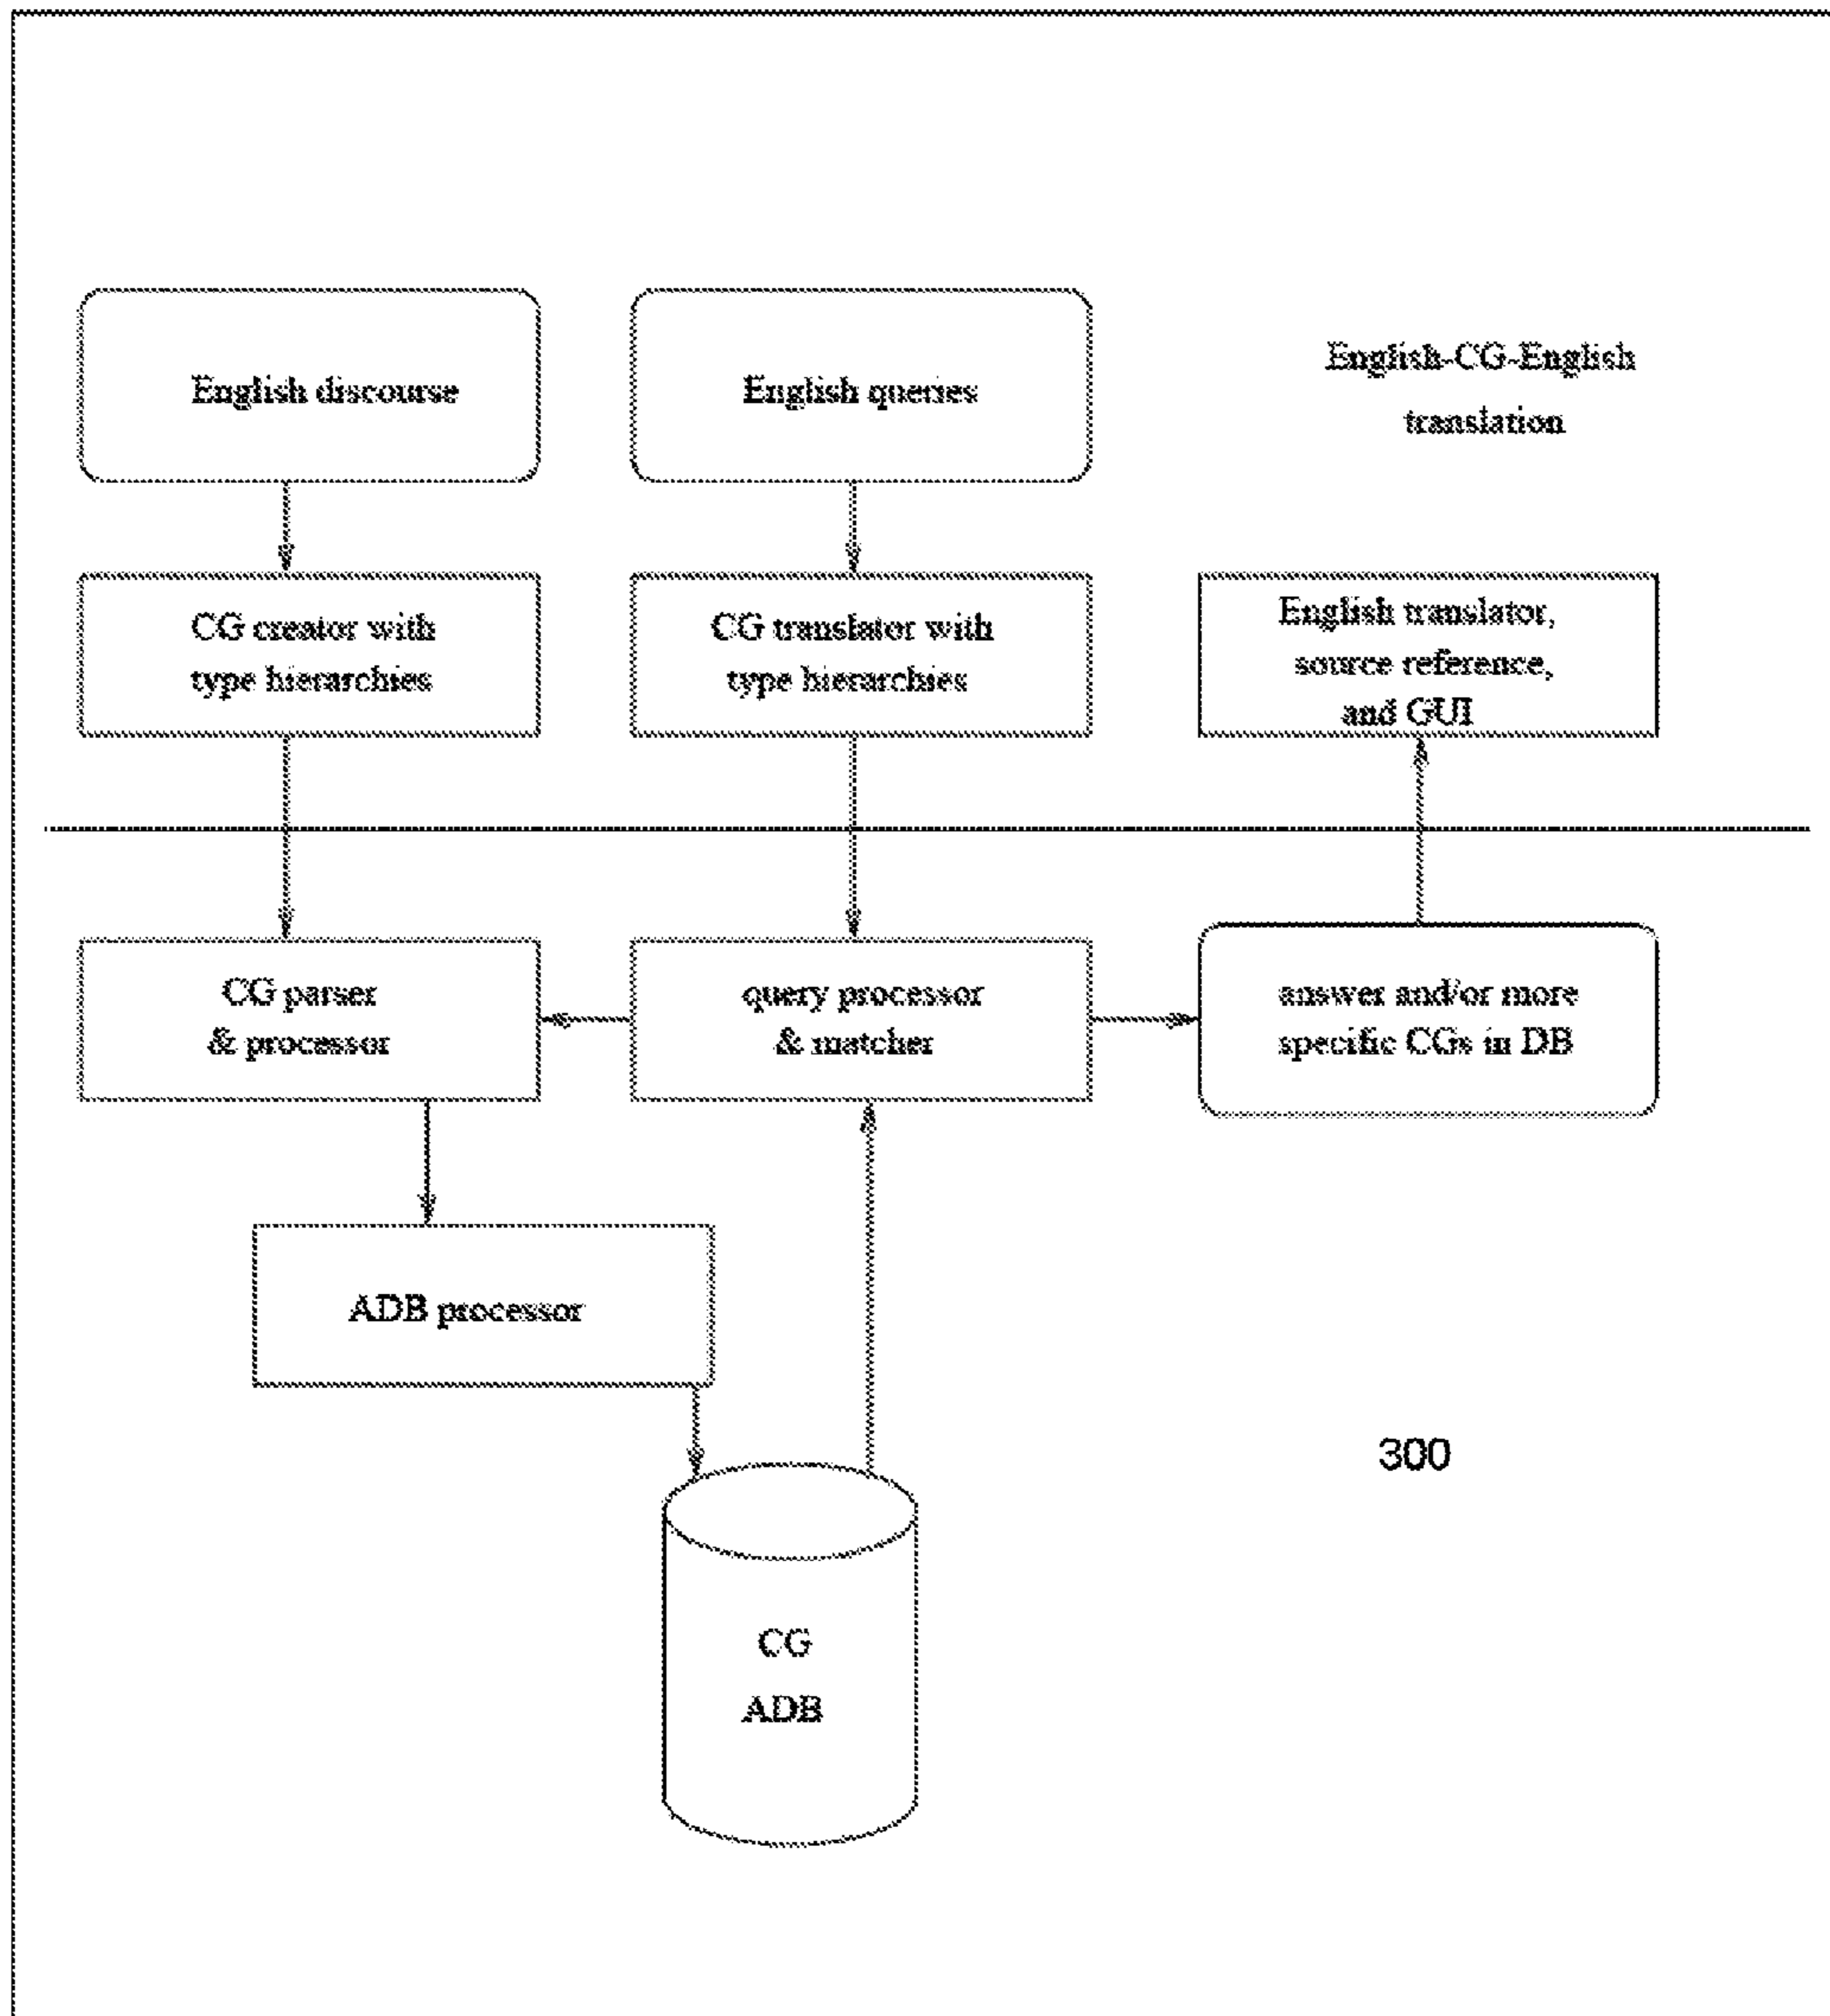 English discourse
English queries
English-CG-English
translation
CG creator with
type hierarchies
CG translator with
type hierarchies
English translator,
source reference,
and GUI
CG parser
& processor
query processor
& matcher
answer and/or more
specific CGs in DB
ADB processor
300
CG
ADB